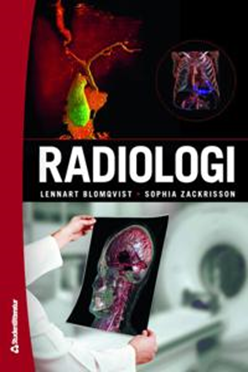 RADIOLOGI
LENNART BLOMQVIST • SOPHIA ZACKRISSON
Studentlitteratur